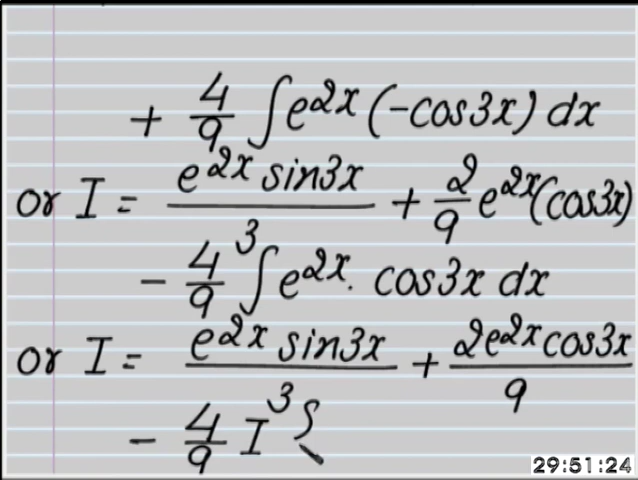 + 4/9 ∫e^2x (-cos3x) dx
or I = e^2x sin3x / 3 + 2/9 e^2x(cos3x)
- 4/9 ∫e^2x. cos3x dx
or I = e^2x sin3x / 3 + 2e^2x cos3x / 9
- 4/9 I
29:51:24